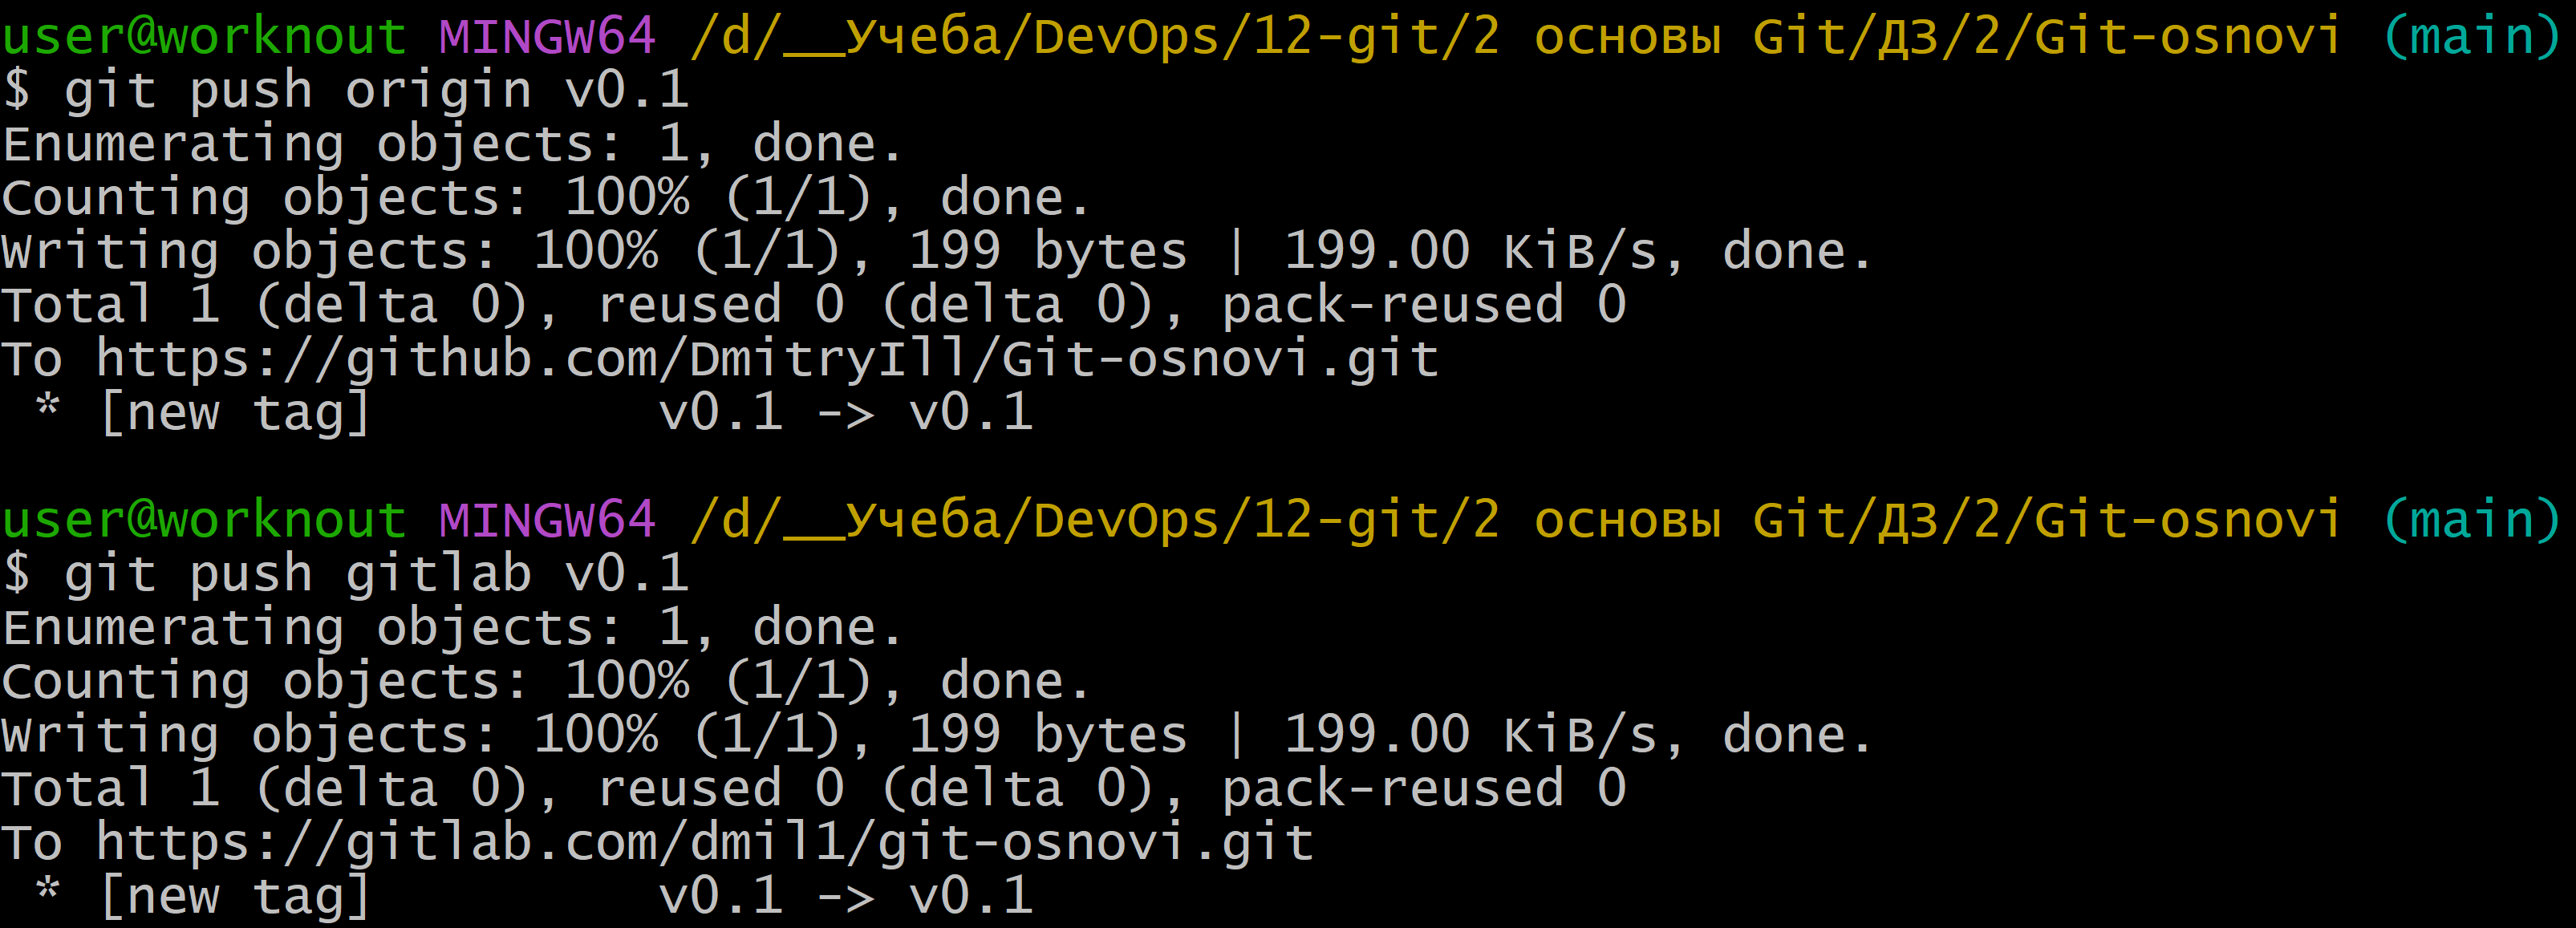 user@worknout MINGW64 /d/__Учеба/DevOps/12-git/2 основы Git/ДЗ/2/Git-osnovi (main)
$ git push origin v0.1
Enumerating objects: 1, done.
Counting objects: 100% (1/1), done.
Writing objects: 100% (1/1), 199 bytes | 199.00 KiB/s, done.
Total 1 (delta 0), reused 0 (delta 0), pack-reused 0
To https://github.com/DmitryIll/Git-osnovi.git
 * [new tag]         v0.1 -> v0.1

user@worknout MINGW64 /d/__Учеба/DevOps/12-git/2 основы Git/ДЗ/2/Git-osnovi (main)
$ git push gitlab v0.1
Enumerating objects: 1, done.
Counting objects: 100% (1/1), done.
Writing objects: 100% (1/1), 199 bytes | 199.00 KiB/s, done.
Total 1 (delta 0), reused 0 (delta 0), pack-reused 0
To https://gitlab.com/dmil1/git-osnovi.git
 * [new tag]         v0.1 -> v0.1